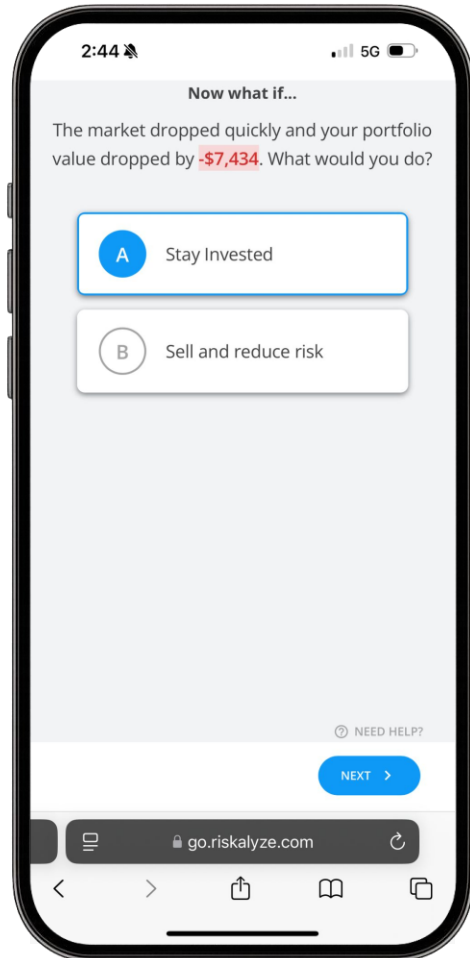 2:44
5G
Now what if...
The market dropped quickly and your portfolio
value dropped by -$7,434. What would you do?
A Stay Invested
B Sell and reduce risk
NEED HELP?
NEXT
go.riskalyze.com